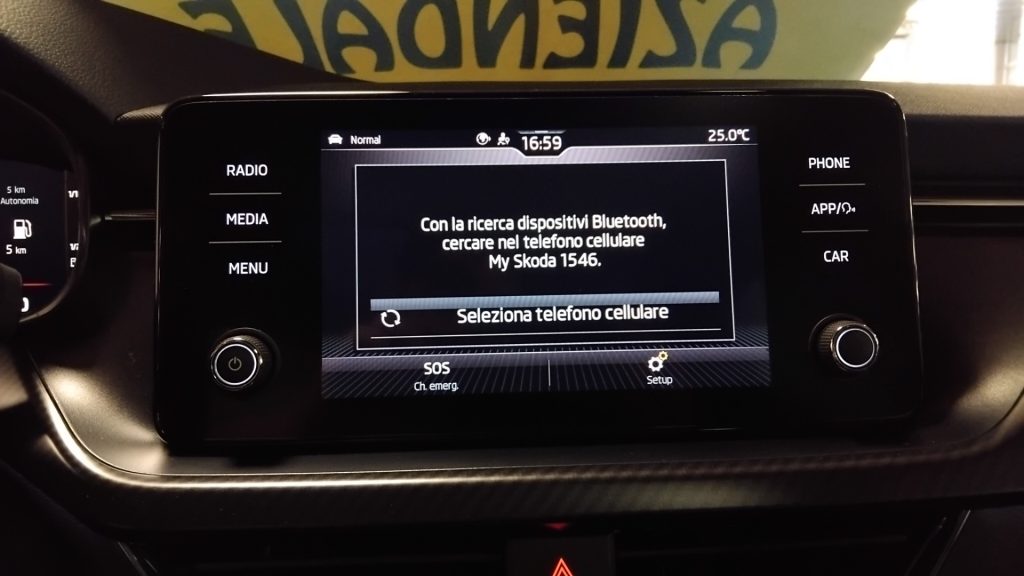 AZIENDALE
Normal
16:59
25.0°C
RADIO
MEDIA
MENU
PHONE
APP/
CAR
5 km
Autonomia
5 km
Con la ricerca dispositivi Bluetooth,
cercare nel telefono cellulare
My Skoda 1546.
Seleziona telefono cellulare
SOS
Ch. emerg.
Setup